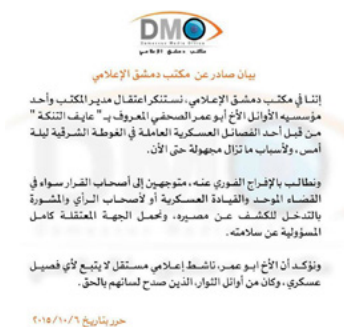 DMO
Damascus Media Office
مكتب دمشق الإعلامي
بيان صادر عن مكتب دمشق الإعلامي
إننا في مكتب دمشق الإعلامي، نستنكر اعتقال مدير المكتب وأحد
مؤسسيه الأوائل الأخ أبو عمر الصحفي المعروف بـ " عايف التنكة "
من قبل أحد الفصائل العسكرية العاملة في الغوطة الشرقية ليلة
أمس، ولأسباب ما تزال مجهولة حتى الآن.
ونطالب بالإفراج الفوري عنه، متوجهين إلى أصحاب القرار سواء في
القضاء الموحد والقيادة العسكرية أو لأصحاب الرأي والمشورة
بالتدخل للكشف عن مصيره، ونحمل الجهة المعتقلة كامل
المسؤولية عن سلامته.
ونؤكد أن الأخ ابو عمر، ناشط إعلامي مستقل لا يتبع لأي فصيل
عسكري، وكان من أوائل الثوار، الذين صدح لسانهم بالحق.
حرر بتاريخ ٢٠١٥/١٠/٦